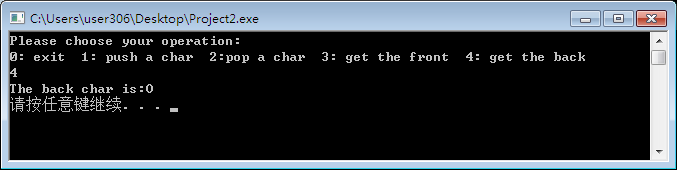 C:\Users\user306\Desktop\Project2.exe
Please choose your operation:
0: exit  1: push a char  2:pop a char  3: get the front  4: get the back
4
The back char is:O
请按任意键继续. . .